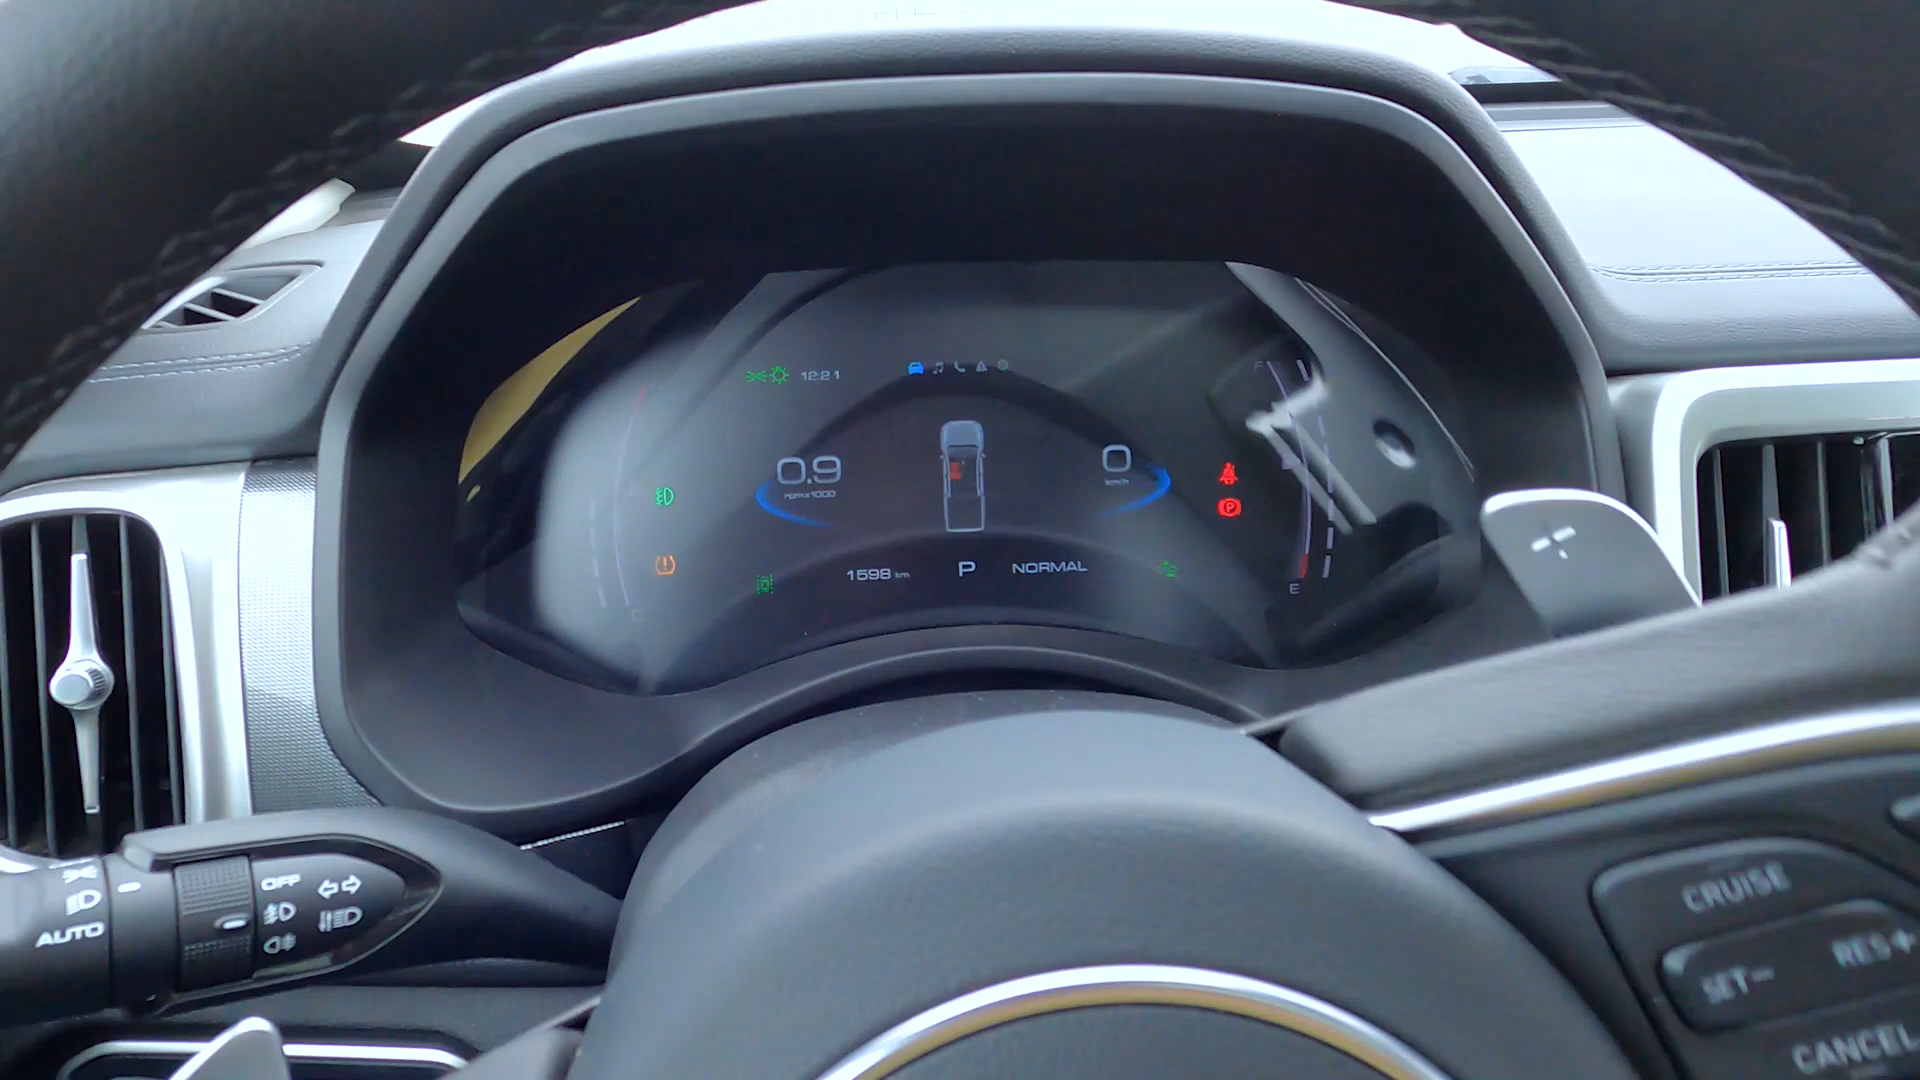 12:21
F
0.9
rpm x 1000
0
km/h
P
1598 km
P
NORMAL
E
C
OFF
AUTO
CRUISE
RES+
SET-
CANCEL